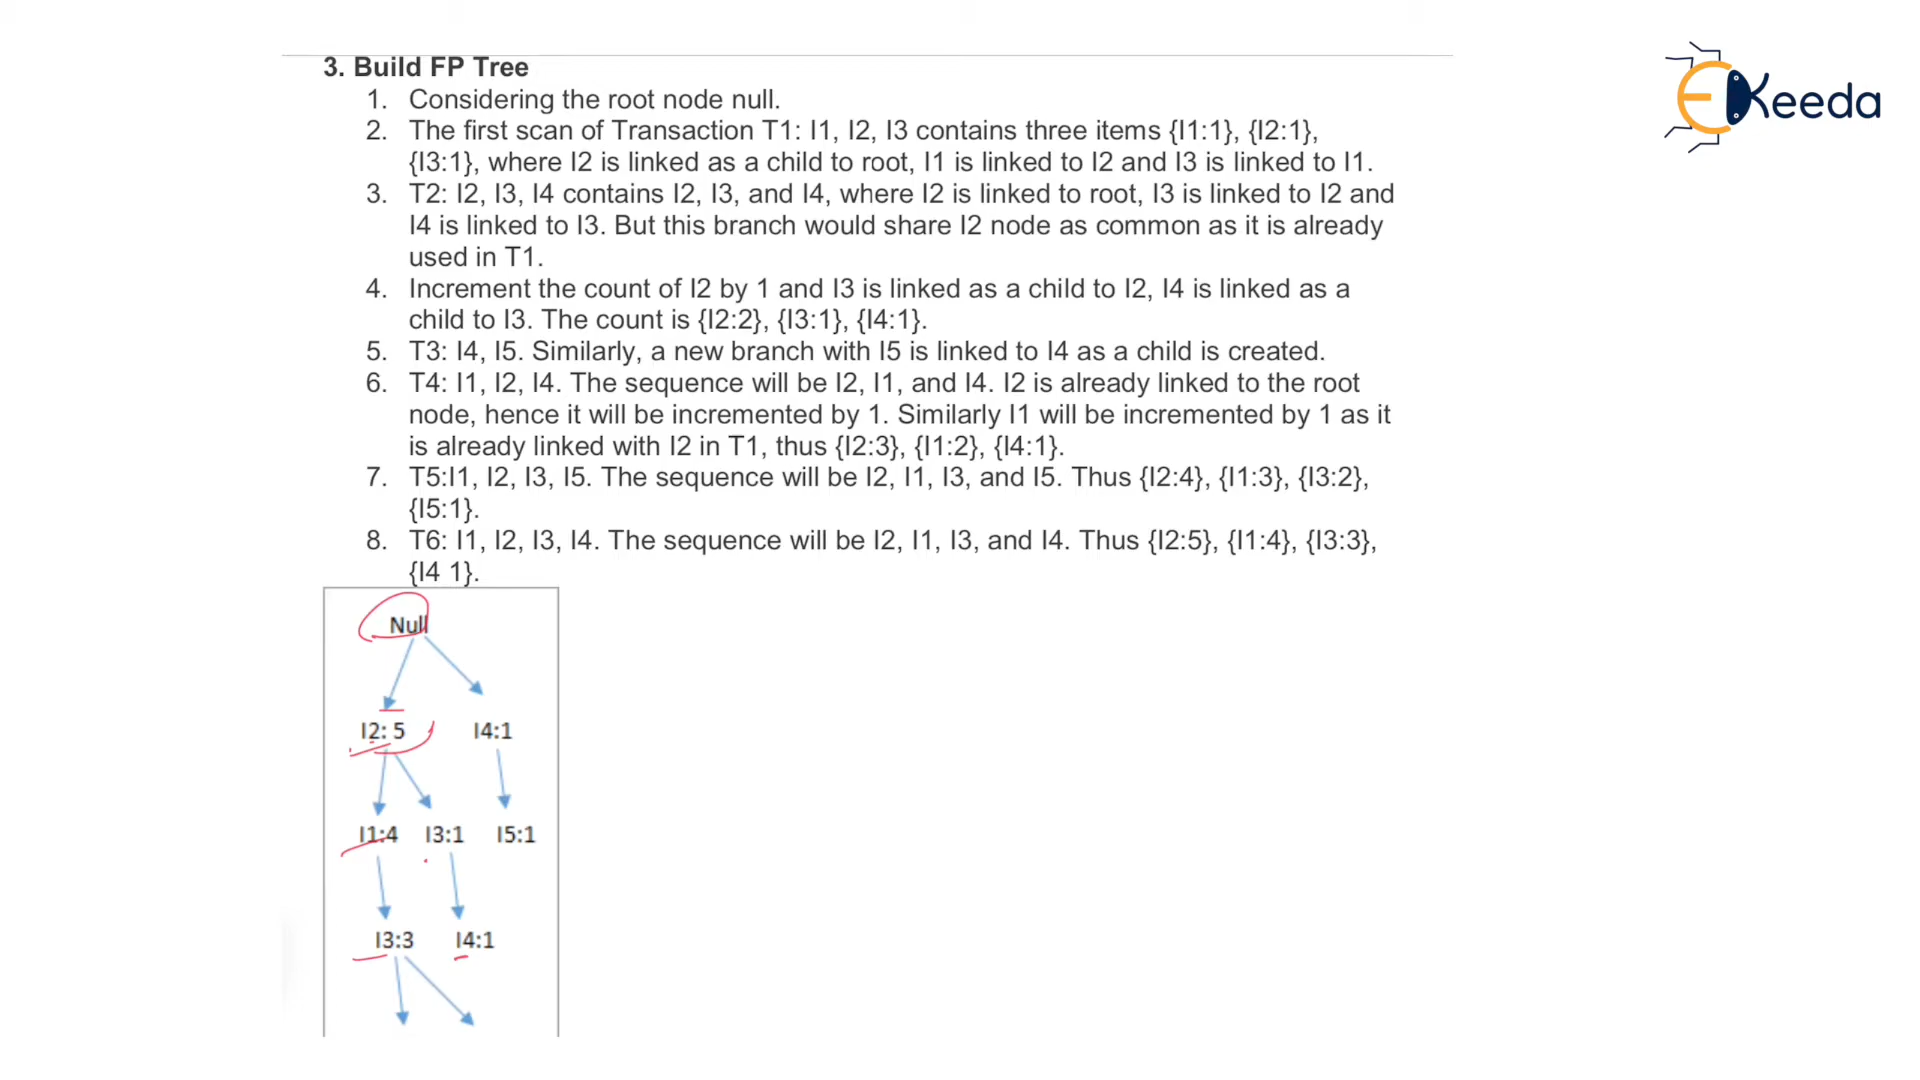 3. Build FP Tree
1. Considering the root node null.
2. The first scan of Transaction T1: I1, I2, I3 contains three items {I1:1}, {I2:1},
{I3:1}, where I2 is linked as a child to root, I1 is linked to I2 and I3 is linked to I1.
3. T2: I2, I3, I4 contains I2, I3, and I4, where I2 is linked to root, I3 is linked to I2 and
I4 is linked to I3. But this branch would share I2 node as common as it is already
used in T1.
4. Increment the count of I2 by 1 and I3 is linked as a child to I2, I4 is linked as a
child to I3. The count is {I2:2}, {I3:1}, {I4:1}.
5. T3: I4, I5. Similarly, a new branch with I5 is linked to I4 as a child is created.
6. T4: I1, I2, I4. The sequence will be I2, I1, and I4. I2 is already linked to the root
node, hence it will be incremented by 1. Similarly I1 will be incremented by 1 as it
is already linked with I2 in T1, thus {I2:3}, {I1:2}, {I4:1}.
7. T5:I1, I2, I3, I5. The sequence will be I2, I1, I3, and I5. Thus {I2:4}, {I1:3}, {I3:2},
{I5:1}.
8. T6: I1, I2, I3, I4. The sequence will be I2, I1, I3, and I4. Thus {I2:5}, {I1:4}, {I3:3},
{I4 1}.
Null
I2: 5 I4:1
I1:4 I3:1 I5:1
I3:3 I4:1
EKeeda